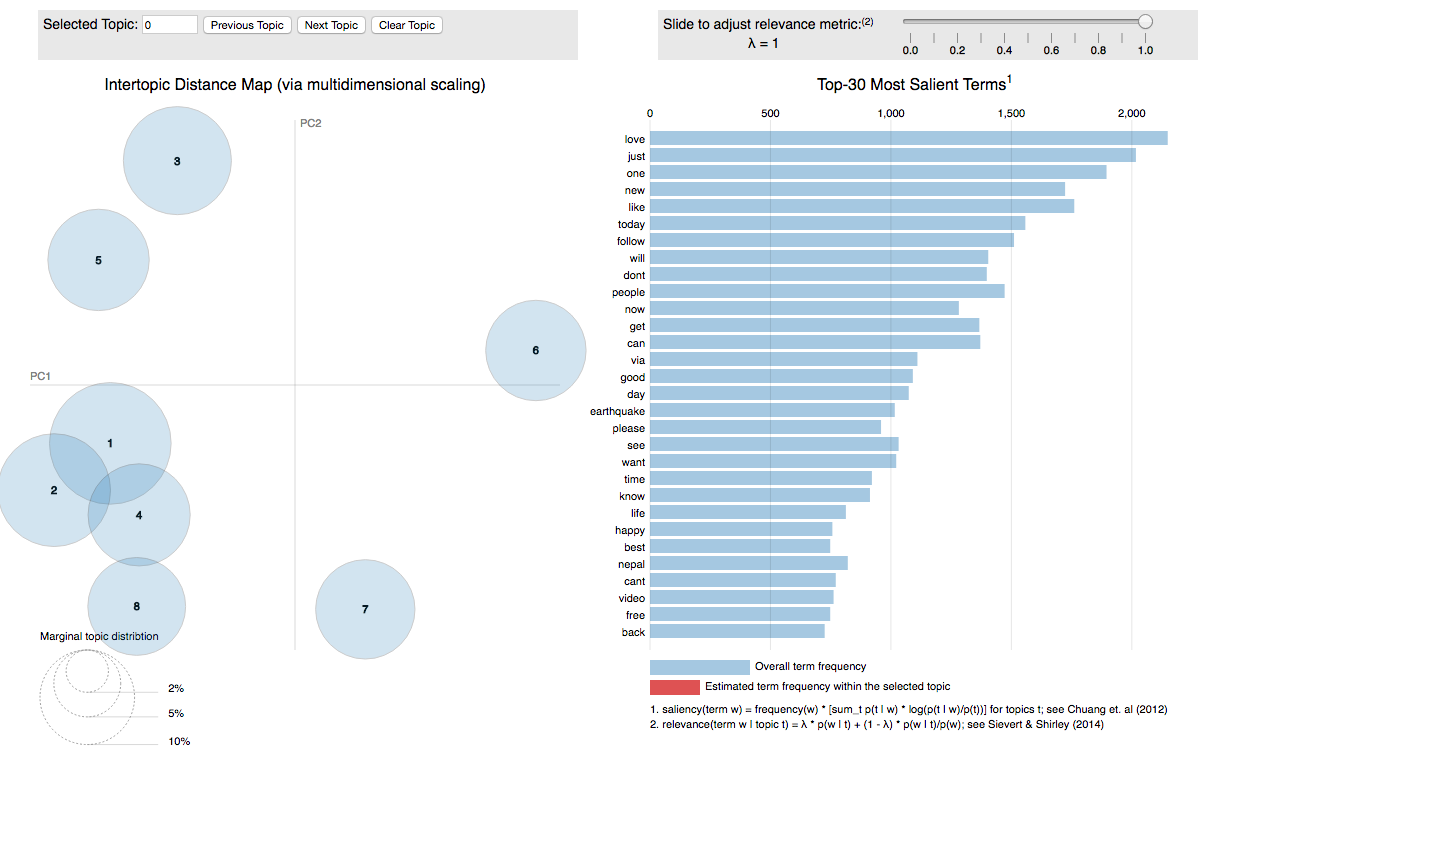 Selected Topic: 0 Previous Topic Next Topic Clear Topic
Slide to adjust relevance metric:(2)
λ = 1
0.0 0.2 0.4 0.6 0.8 1.0
Intertopic Distance Map (via multidimensional scaling)
PC2
PC1
3
5
6
1
2
4
8
7
Marginal topic distribtion
2%
5%
10%
Top-30 Most Salient Terms1
0 500 1,000 1,500 2,000
love
just
one
new
like
today
follow
will
dont
people
now
get
can
via
good
day
earthquake
please
see
want
time
know
life
happy
best
nepal
cant
video
free
back
Overall term frequency
Estimated term frequency within the selected topic
1. saliency(term w) = frequency(w) * [sum_t p(t | w) * log(p(t | w)/p(t))] for topics t; see Chuang et. al (2012)
2. relevance(term w | topic t) = λ * p(w | t) + (1 - λ) * p(w | t)/p(w); see Sievert & Shirley (2014)